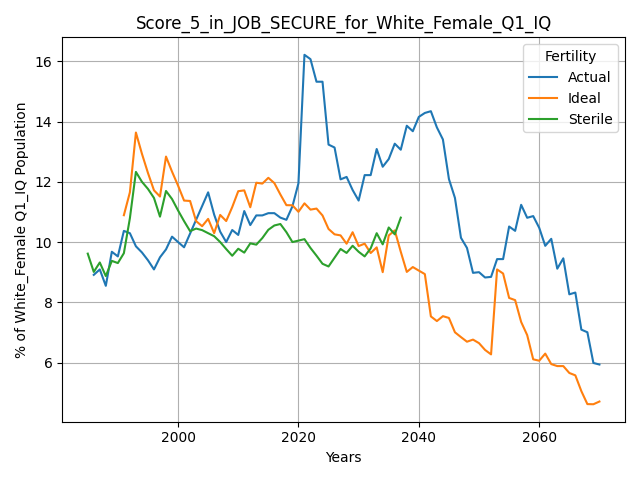 Score_5_in_JOB_SECURE_for_White_Female_Q1_IQ
% of White_Female Q1_IQ Population
16
14
12
10
8
6
Fertility
Actual
Ideal
Sterile
2000
2020
2040
2060
Years